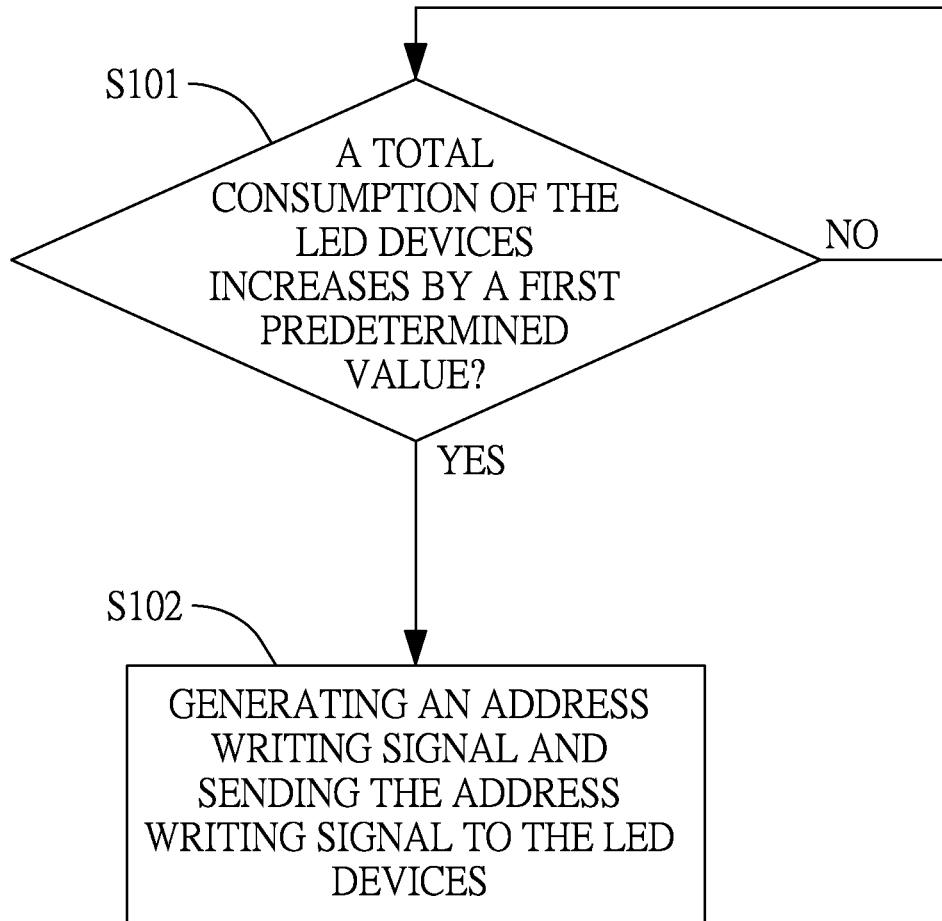 S101
A TOTAL
CONSUMPTION OF THE
LED DEVICES
INCREASES BY A FIRST
PREDETERMINED
VALUE?
NO
YES
S102
GENERATING AN ADDRESS
WRITING SIGNAL AND
SENDING THE ADDRESS
WRITING SIGNAL TO THE LED
DEVICES